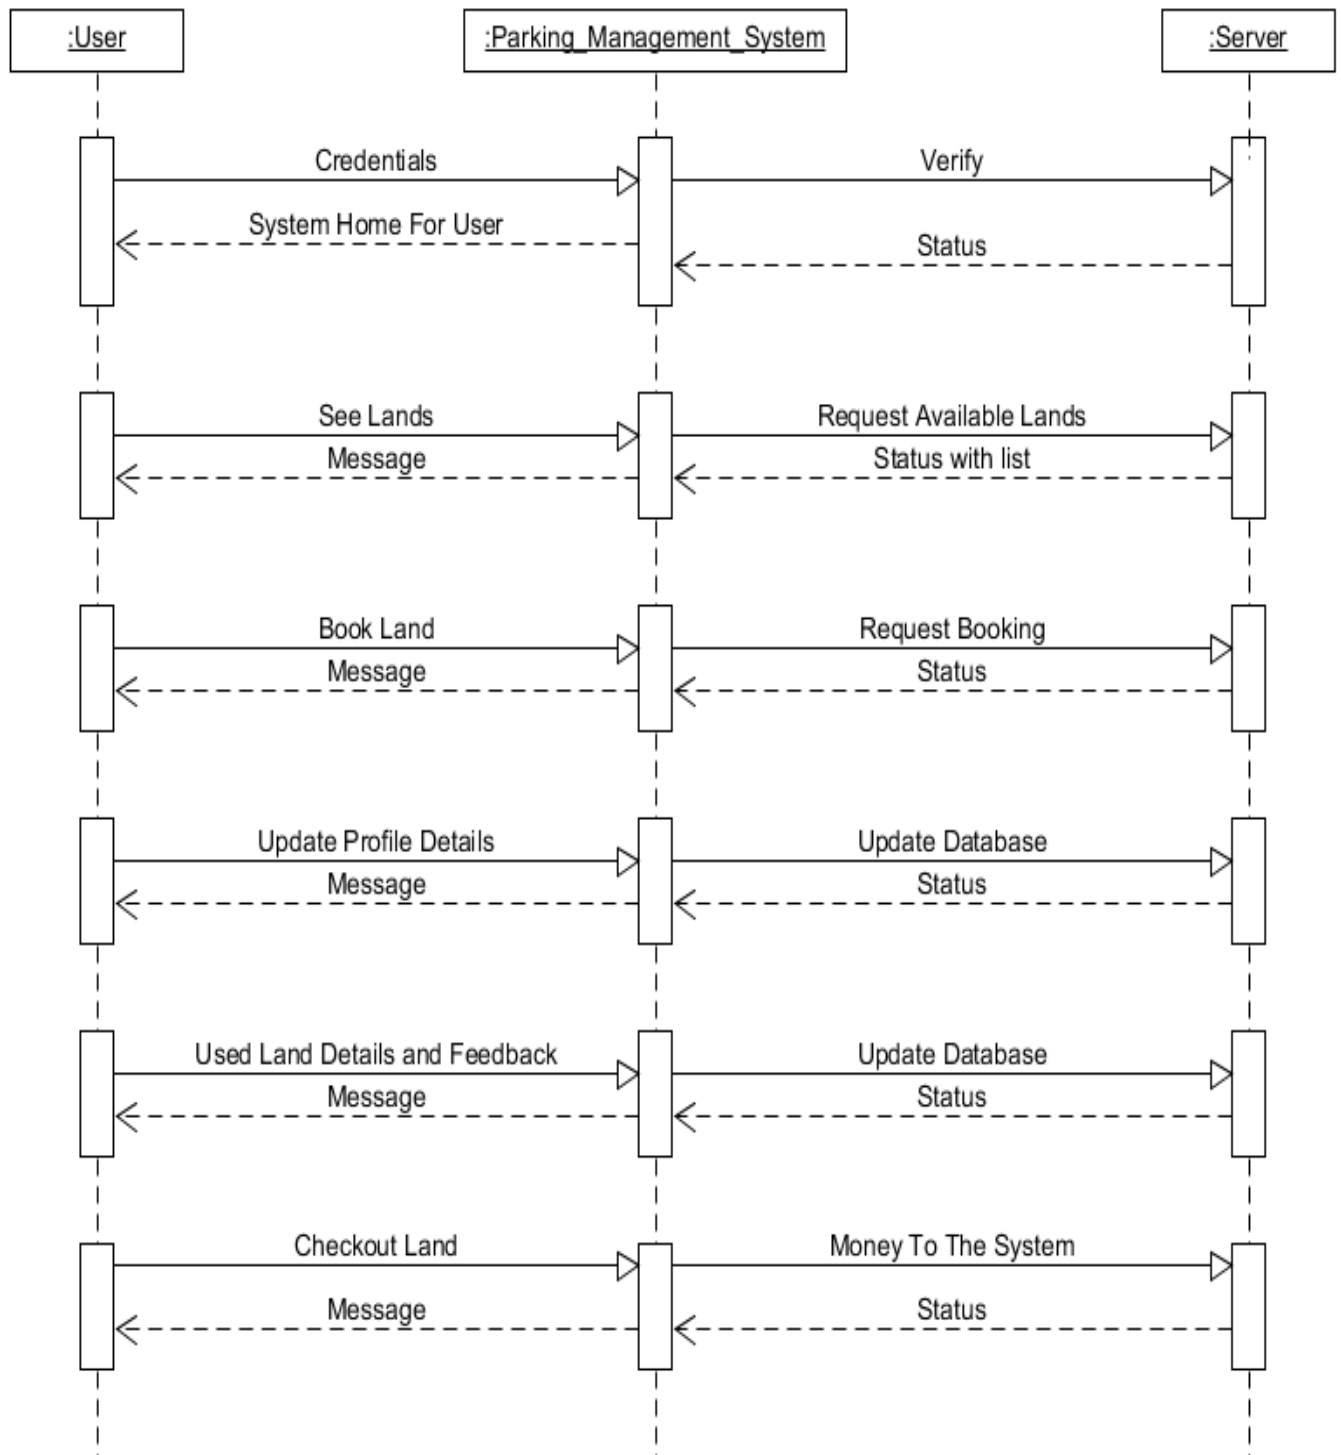 :User
:Parking_Management_System
:Server
Credentials
Verify
System Home For User
Status
See Lands
Request Available Lands
Message
Status with list
Book Land
Request Booking
Message
Status
Update Profile Details
Update Database
Message
Status
Used Land Details and Feedback
Update Database
Message
Status
Checkout Land
Money To The System
Message
Status